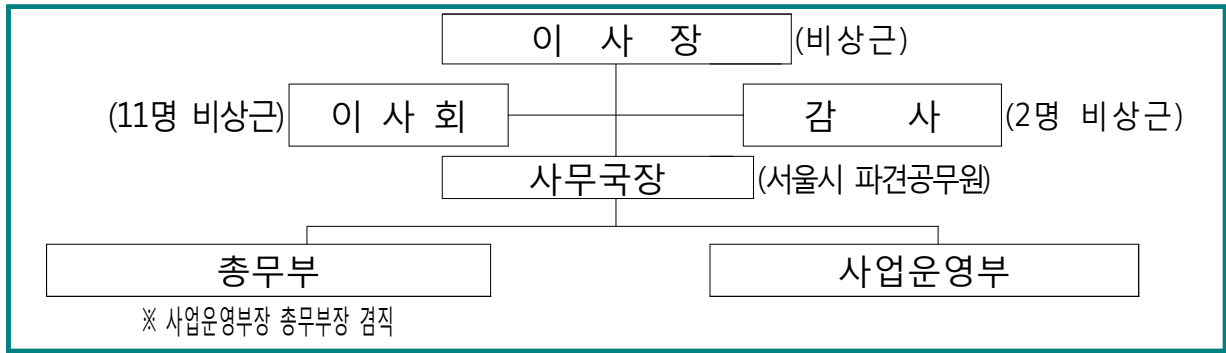 이 사 장 (비상근)
(11명 비상근) 이 사 회 감 사 (2명 비상근)
사무국장 (서울시 파견공무원)
총무부 사업운영부
※ 사업운영부장 총무부장 겸직